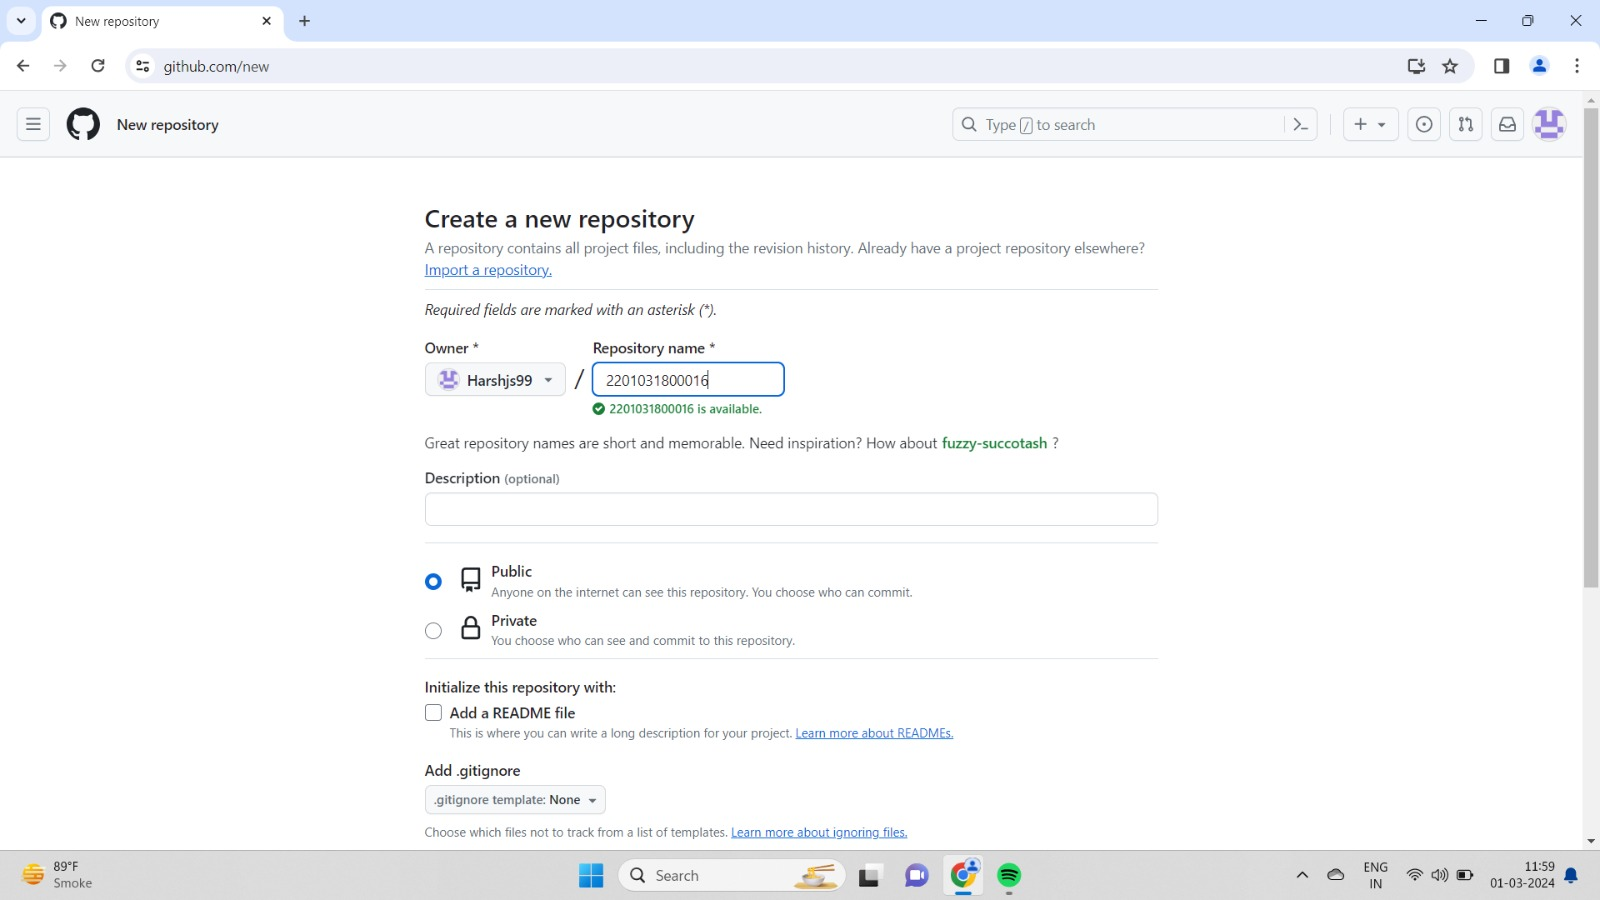 New repository
github.com/new
New repository
Type / to search
Create a new repository
A repository contains all project files, including the revision history. Already have a project repository elsewhere?
Import a repository.
Required fields are marked with an asterisk (*).
Owner * Repository name *
Harshjs99 / 2201031800016
2201031800016 is available.
Great repository names are short and memorable. Need inspiration? How about fuzzy-succotash ?
Description (optional)
Public
Anyone on the internet can see this repository. You choose who can commit.
Private
You choose who can see and commit to this repository.
Initialize this repository with:
Add a README file
This is where you can write a long description for your project. Learn more about READMEs.
Add .gitignore
.gitignore template: None
Choose which files not to track from a list of templates. Learn more about ignoring files.
89°F
Smoke
Search
ENG
IN
11:59
01-03-2024